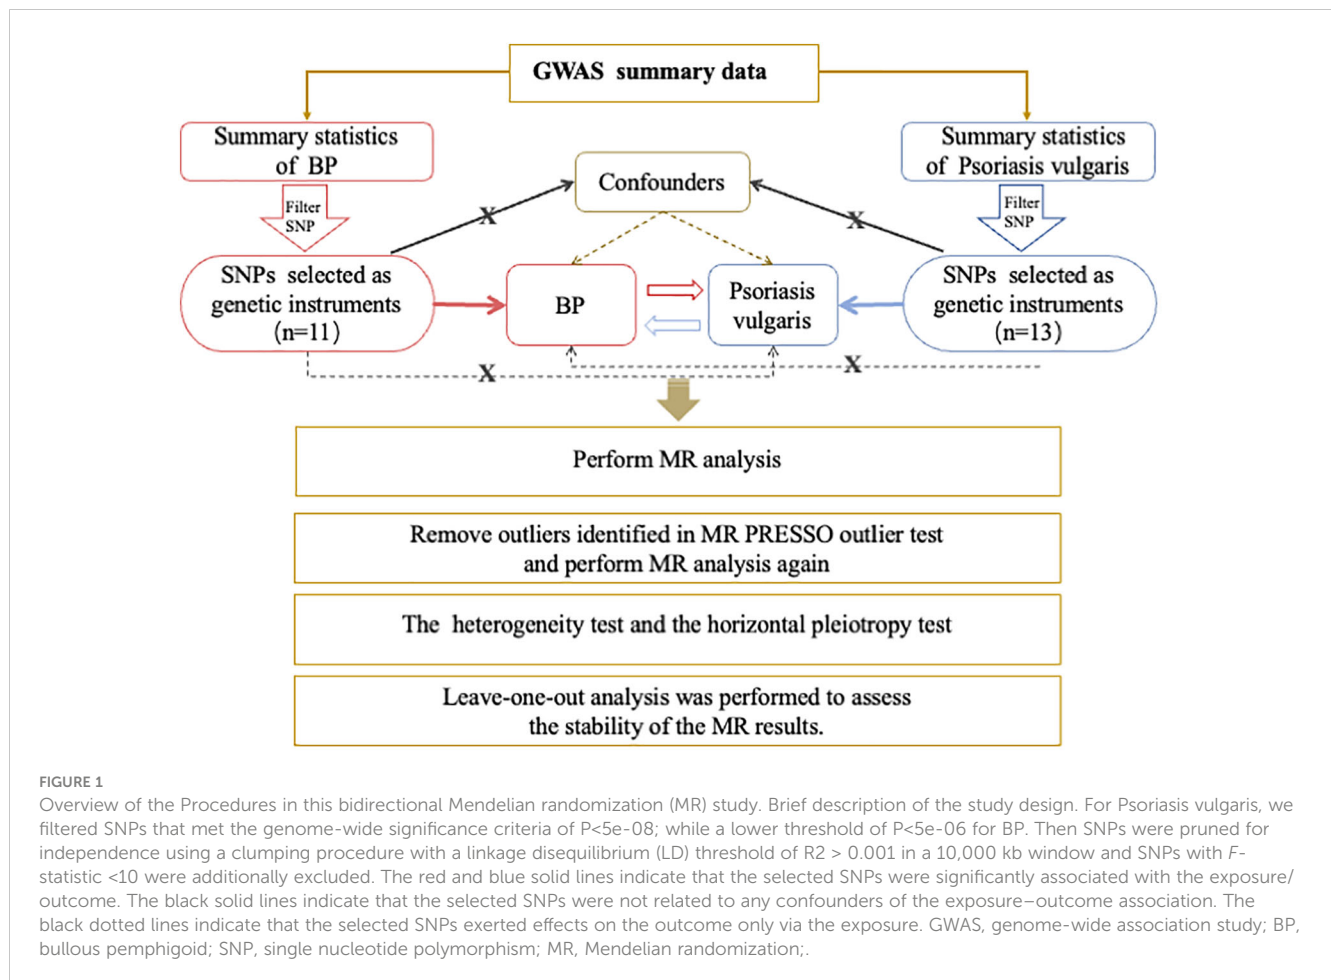 GWAS summary data
Summary statistics
of BP
Summary statistics
of Psoriasis vulgaris
Confounders
Filter
SNP
Filter
SNP
X
X
SNPs selected as
genetic instruments
(n=11)
BP
Psoriasis
vulgaris
SNPs selected as
genetic instruments
(n=13)
X
X
Perform MR analysis
Remove outliers identified in MR PRESSO outlier test
and perform MR analysis again
The heterogeneity test and the horizontal pleiotropy test
Leave-one-out analysis was performed to assess
the stability of the MR results.
FIGURE 1
Overview of the Procedures in this bidirectional Mendelian randomization (MR) study. Brief description of the study design. For Psoriasis vulgaris, we
filtered SNPs that met the genome-wide significance criteria of P<5e-08; while a lower threshold of P<5e-06 for BP. Then SNPs were pruned for
independence using a clumping procedure with a linkage disequilibrium (LD) threshold of R2 > 0.001 in a 10,000 kb window and SNPs with F-
statistic <10 were additionally excluded. The red and blue solid lines indicate that the selected SNPs were significantly associated with the exposure/
outcome. The black solid lines indicate that the selected SNPs were not related to any confounders of the exposure–outcome association. The
black dotted lines indicate that the selected SNPs exerted effects on the outcome only via the exposure. GWAS, genome-wide association study; BP,
bullous pemphigoid; SNP, single nucleotide polymorphism; MR, Mendelian randomization;.